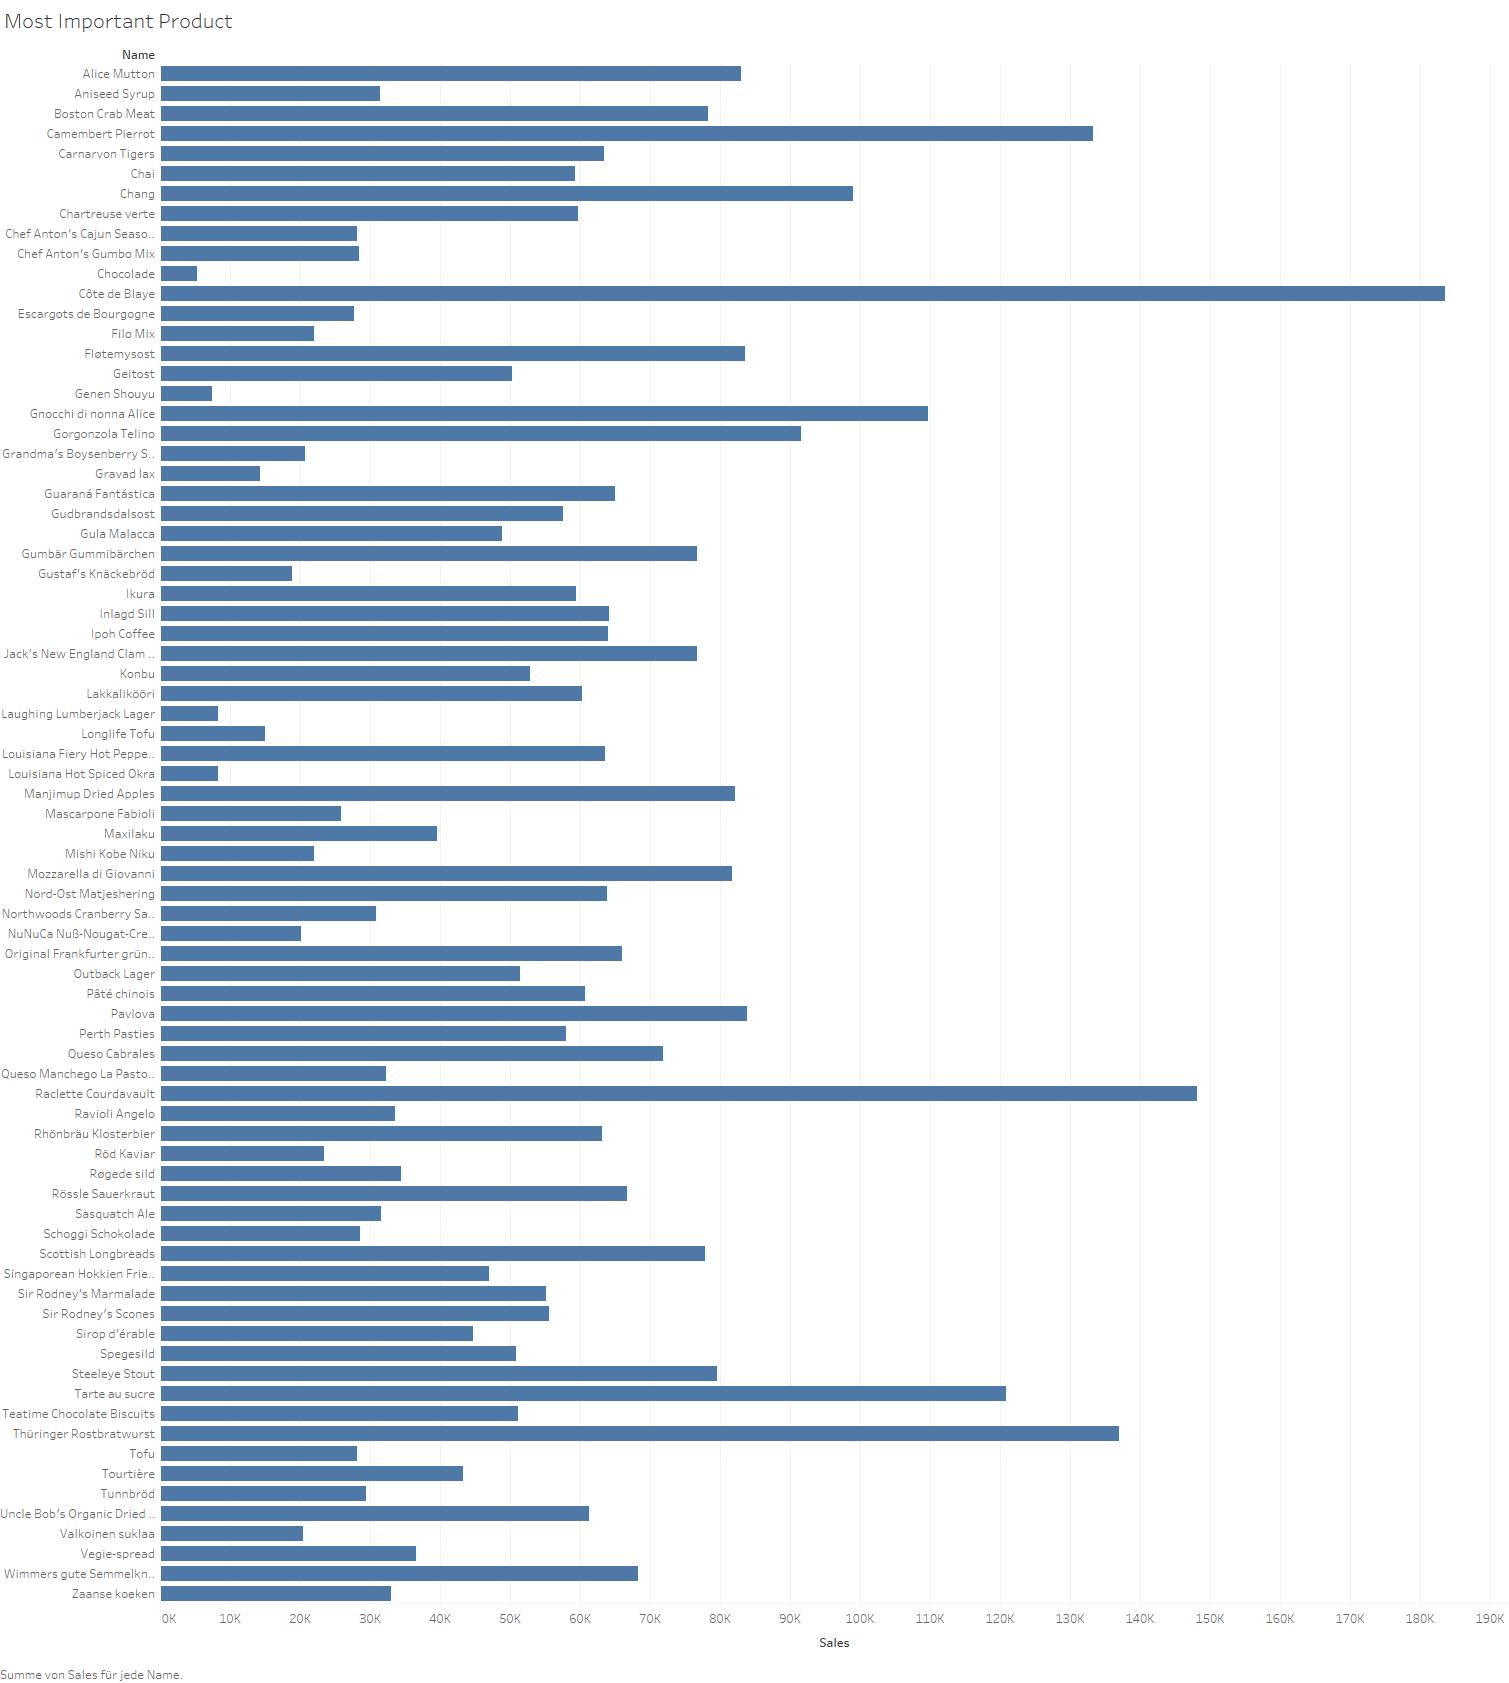 Most Important Product
Name
Alice Mutton
Aniseed Syrup
Boston Crab Meat
Camembert Pierrot
Carnarvon Tigers
Chai
Chang
Chartreuse verte
Chef Anton's Cajun Seaso..
Chef Anton's Gumbo Mix
Chocolade
Côte de Blaye
Escargots de Bourgogne
Filo Mix
Fløtemysost
Geitost
Genen Shouyu
Gnocchi di nonna Alice
Gorgonzola Telino
Grandma's Boysenberry S..
Gravad lax
Guaraná Fantástica
Gudbrandsdalsost
Gula Malacca
Gumbär Gummibärchen
Gustaf's Knäckebröd
Ikura
Inlagd Sill
Ipoh Coffee
Jack's New England Clam ..
Konbu
Lakkalikööri
Laughing Lumberjack Lager
Longlife Tofu
Louisiana Fiery Hot Peppe..
Louisiana Hot Spiced Okra
Manjimup Dried Apples
Mascarpone Fabioli
Maxilaku
Mishi Kobe Niku
Mozzarella di Giovanni
Nord-Ost Matjeshering
Northwoods Cranberry Sa..
NuNuCa Nuß-Nougat-Cre..
Original Frankfurter grün..
Outback Lager
Pâté chinois
Pavlova
Perth Pasties
Queso Cabrales
Queso Manchego La Pasto..
Raclette Courdavault
Ravioli Angelo
Rhönbräu Klosterbier
Röd Kaviar
Røgede sild
Rössle Sauerkraut
Sasquatch Ale
Schoggi Schokolade
Scottish Longbreads
Singaporean Hokkien Frie..
Sir Rodney's Marmalade
Sir Rodney's Scones
Sirop d'érable
Spegesild
Steeleye Stout
Tarte au sucre
Teatime Chocolate Biscuits
Thüringer Rostbratwurst
Tofu
Tourtière
Tunnbröd
Uncle Bob's Organic Dried ..
Valkoinen suklaa
Vegie-spread
Wimmers gute Semmelkn..
Zaanse koeken
0K 10K 20K 30K 40K 50K 60K 70K 80K 90K 100K 110K 120K 130K 140K 150K 160K 170K 180K 190K
Sales
Summe von Sales für jede Name.